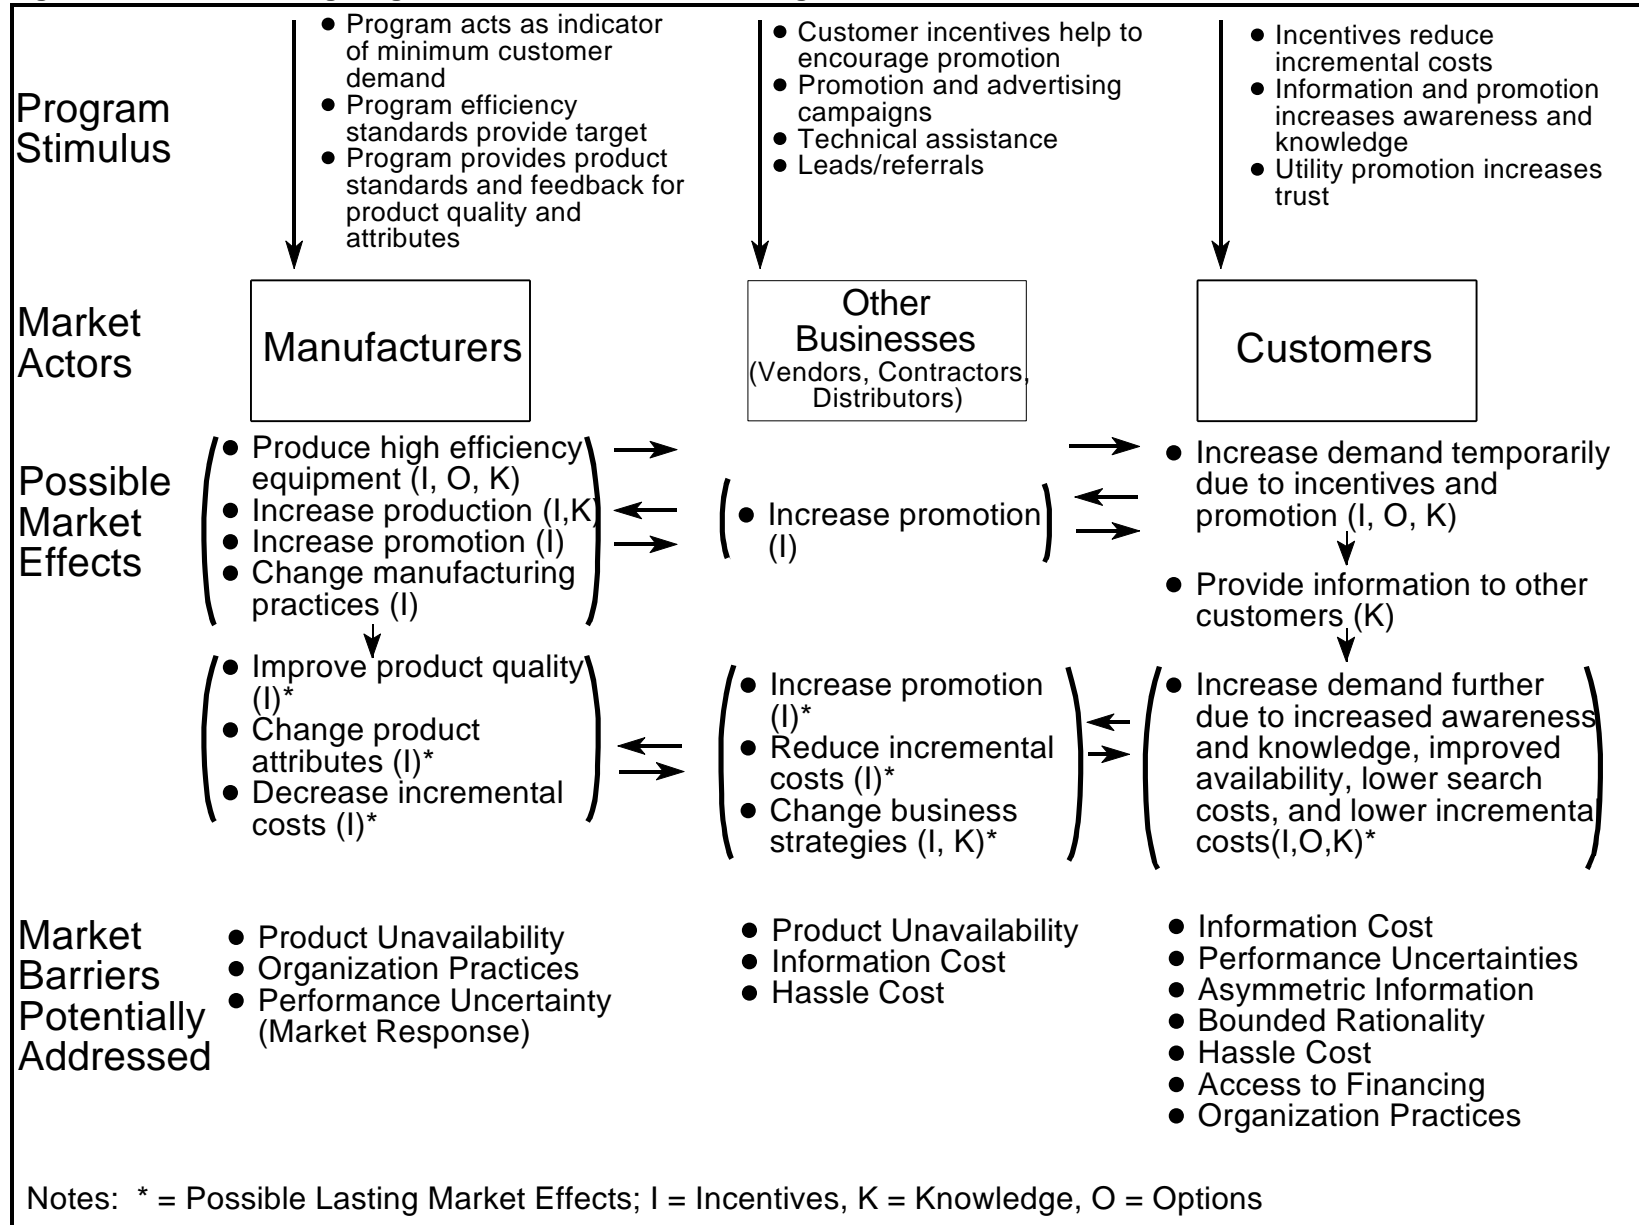 Program
Stimulus
● Program acts as indicator
of minimum customer
demand
● Program efficiency
standards provide target
● Program provides product
standards and feedback for
product quality and
attributes
● Customer incentives help to
encourage promotion
● Promotion and advertising
campaigns
● Technical assistance
● Leads/referrals
● Incentives reduce
incremental costs
● Information and promotion
increases awareness and
knowledge
● Utility promotion increases
trust
Market
Actors
Manufacturers
Other
Businesses
(Vendors, Contractors,
Distributors)
Customers
Possible
Market
Effects
● Produce high efficiency
equipment (I, O, K)
● Increase production (I,K)
● Increase promotion (I)
● Change manufacturing
practices (I)
● Increase promotion
(I)
● Increase demand temporarily
due to incentives and
promotion (I, O, K)
● Provide information to other
customers (K)
● Improve product quality
(I)*
● Change product
attributes (I)*
● Decrease incremental
costs (I)*
● Increase promotion
(I)*
● Reduce incremental
costs (I)*
● Change business
strategies (I, K)*
● Increase demand further
due to increased awareness
and knowledge, improved
availability, lower search
costs, and lower incremental
costs(I,O,K)*
Market
Barriers
Potentially
Addressed
● Product Unavailability
● Organization Practices
● Performance Uncertainty
(Market Response)
● Product Unavailability
● Information Cost
● Hassle Cost
● Information Cost
● Performance Uncertainties
● Asymmetric Information
● Bounded Rationality
● Hassle Cost
● Access to Financing
● Organization Practices
Notes: * = Possible Lasting Market Effects; I = Incentives, K = Knowledge, O = Options